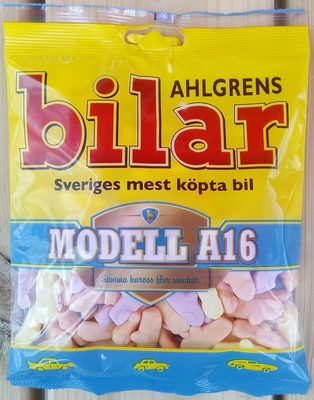 AHLGRENS
bilar
Sveriges mest köpta bil
MODELL A16
Samma kaross fler smaker